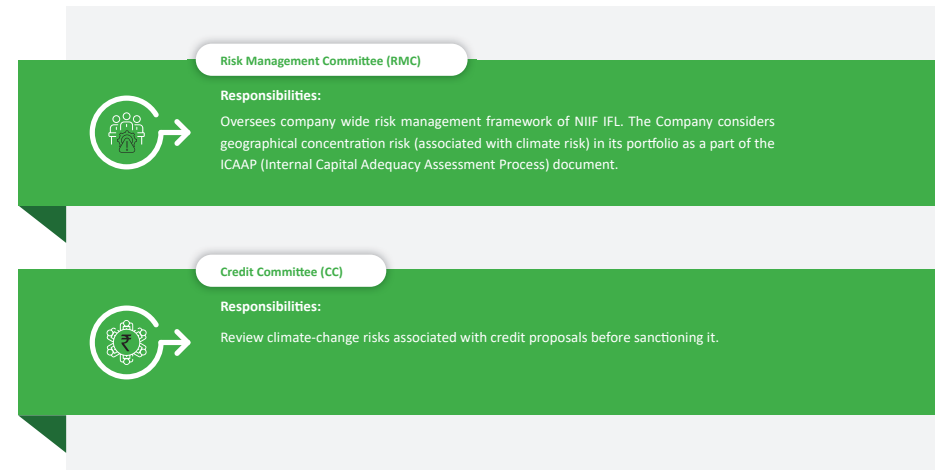 Risk Management Committee (RMC)
Responsibilities:
Oversees company wide risk management framework of NIIF IFL. The Company considers
geographical concentration risk (associated with climate risk) in its portfolio as a part of the
ICAAP (Internal Capital Adequacy Assessment Process) document.
Credit Committee (CC)
Responsibilities:
₹
Review climate-change risks associated with credit proposals before sanctioning it.